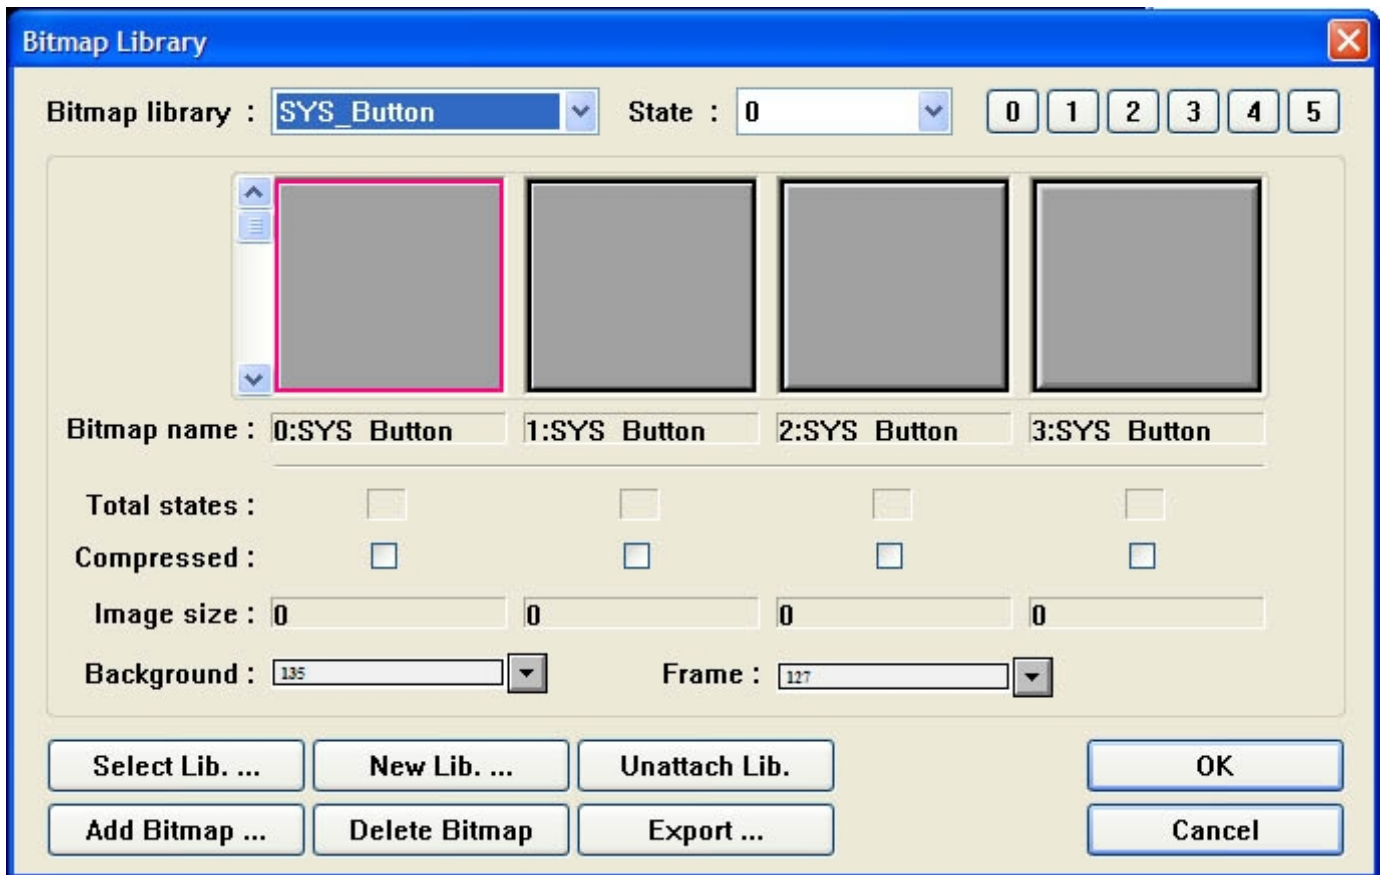 Bitmap Library
Bitmap library : SYS_Button State : 0 0 1 2 3 4 5
Bitmap name : 0:SYS Button 1:SYS Button 2:SYS Button 3:SYS Button
Total states :
Compressed :
Image size : 0 0 0 0
Background : 135 Frame : 127
Select Lib. ... New Lib. ... Unattach Lib. OK
Add Bitmap ... Delete Bitmap Export ... Cancel